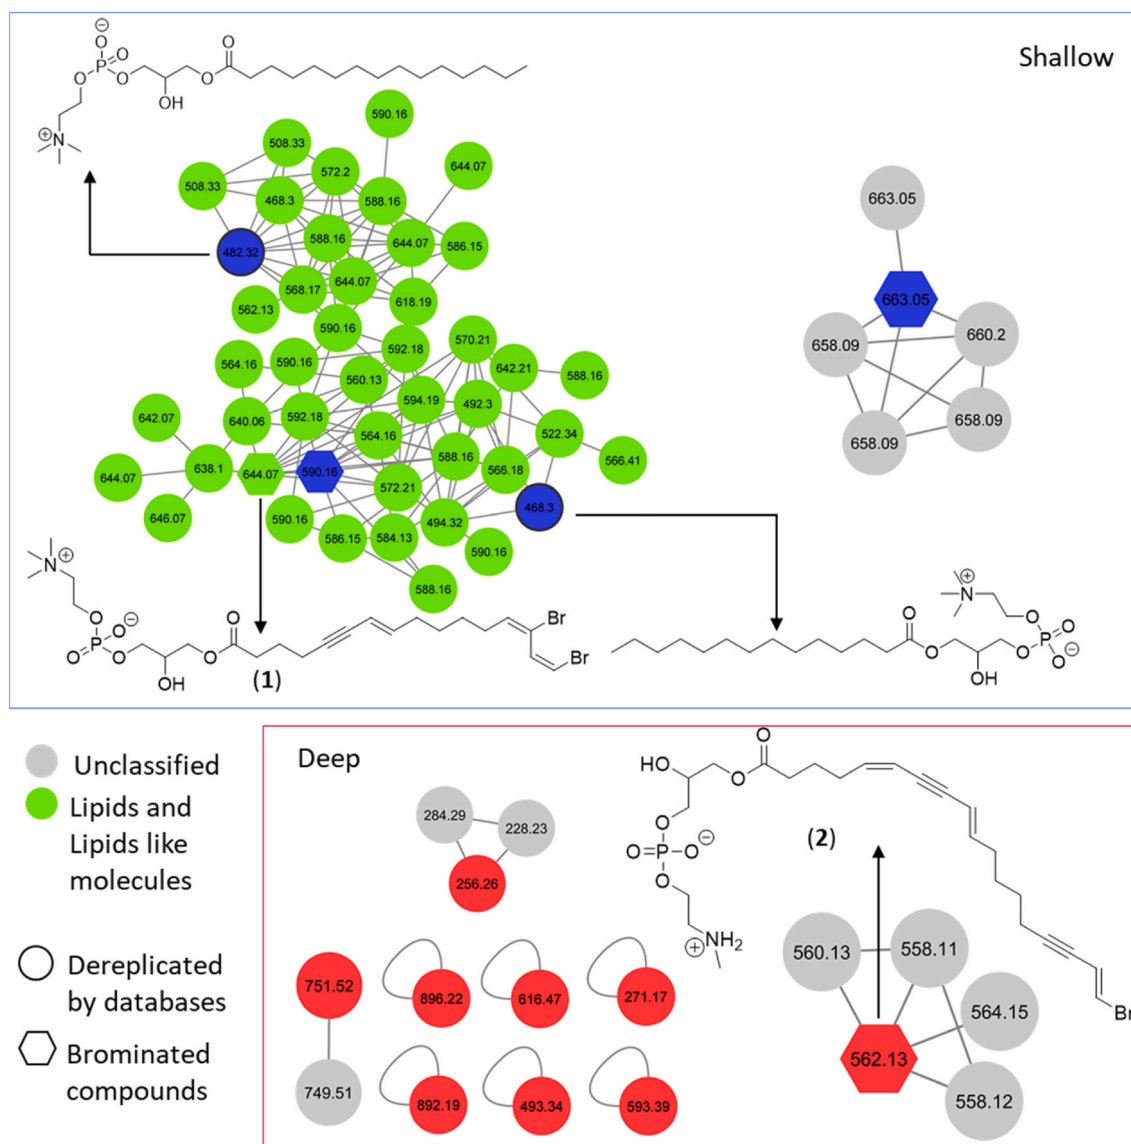 Shallow
O
O
O
O
P
O
O
OH
O
N
590.16
508.33
572.2
644.07
508.33
468.3
588.16
663.05
482.32
588.16
644.07
586.15
568.17
644.07
618.19
562.13
663.05
590.16
592.18
570.21
658.09
660.2
564.16
590.16
560.13
642.21
588.16
594.19
492.3
642.07
640.06
592.18
564.16
522.34
658.09
658.09
644.07
638.1
644.07
590.16
588.16
566.18
566.41
572.21
468.3
646.07
590.16
586.15
584.13
494.32
590.16
588.16
N
O
O
P
O
O
OH
O
O
Br
Br
(1)
O
O
OH
O
P
O
O
O
N
Unclassified
Lipids and
Lipids like
molecules
Dereplicated
by databases
Brominated
compounds
Deep
HO
O
O
O
O=P-O
O
NH2
(2)
Br
284.29
228.23
256.26
751.52
749.51
896.22
616.47
271.17
892.19
493.34
593.39
560.13
558.11
564.15
562.13
558.12